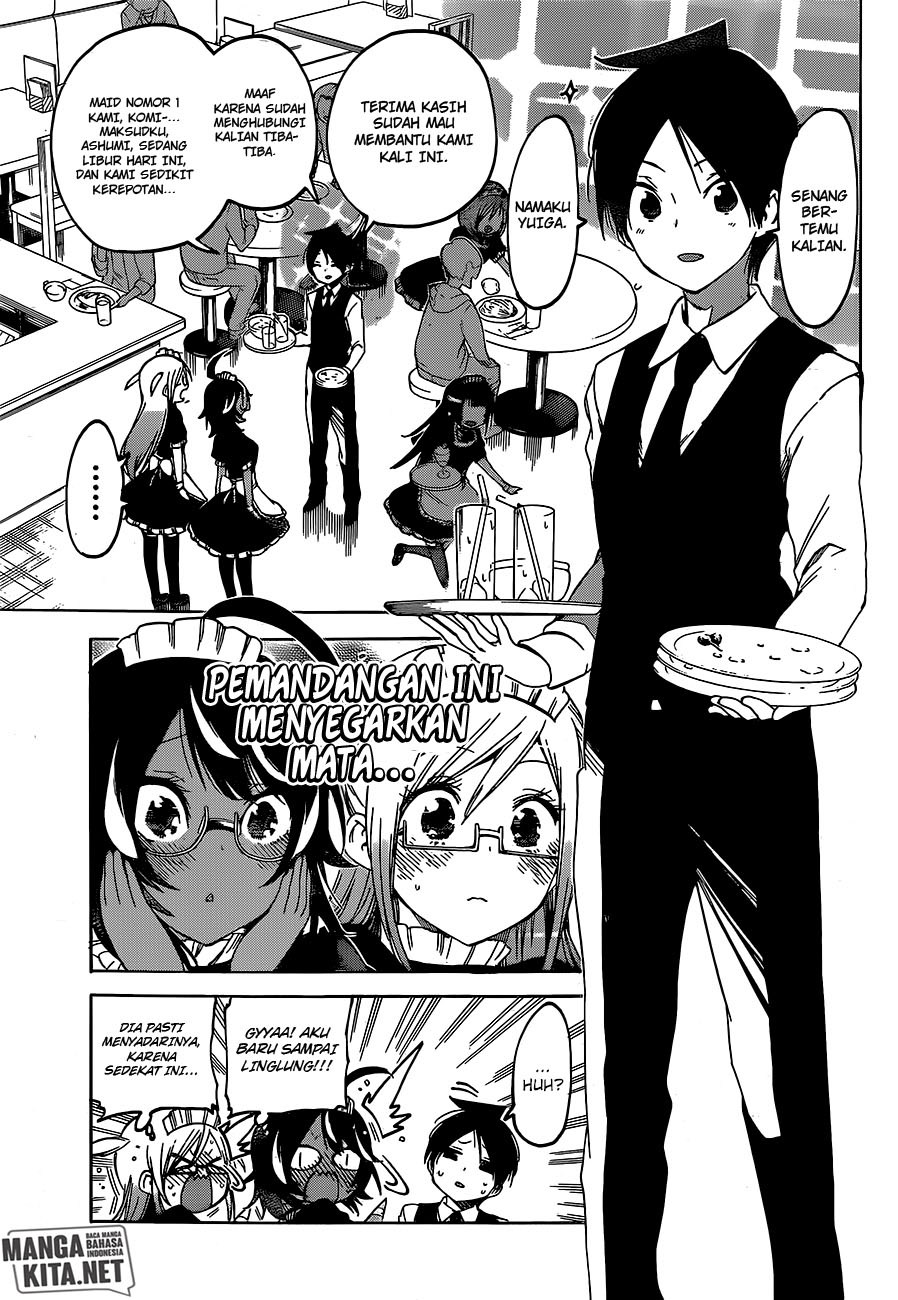 SENANG
BER-
TEMU
KALIAN.
NAMAKU
YUIGA.
TERIMA KASIH
SUDAH MAU
MEMBANTU KAMI
KALI INI.
MAAF
KARENA SUDAH
MENGHUBUNGI
KALIAN TIBA-
TIBA.
MAID NOMOR 1
KAMI, KOMI-...
MAKSUDKU,
ASHUMI, SEDANG
LIBUR HARI INI,
DAN KAMI SEDIKIT
KEREPOTAN...
......
PEMANDANGAN INI
MENYEGARKAN
MATA...
...
HUH?
GYYAA! AKU
BARU SAMPAI
LINGLUNG!!!
DIA PASTI
MENYADARINYA,
KARENA
SEDEKAT INI...
MANGA
KITA.NET
BACA MANGA
BAHASA
INDONESIA